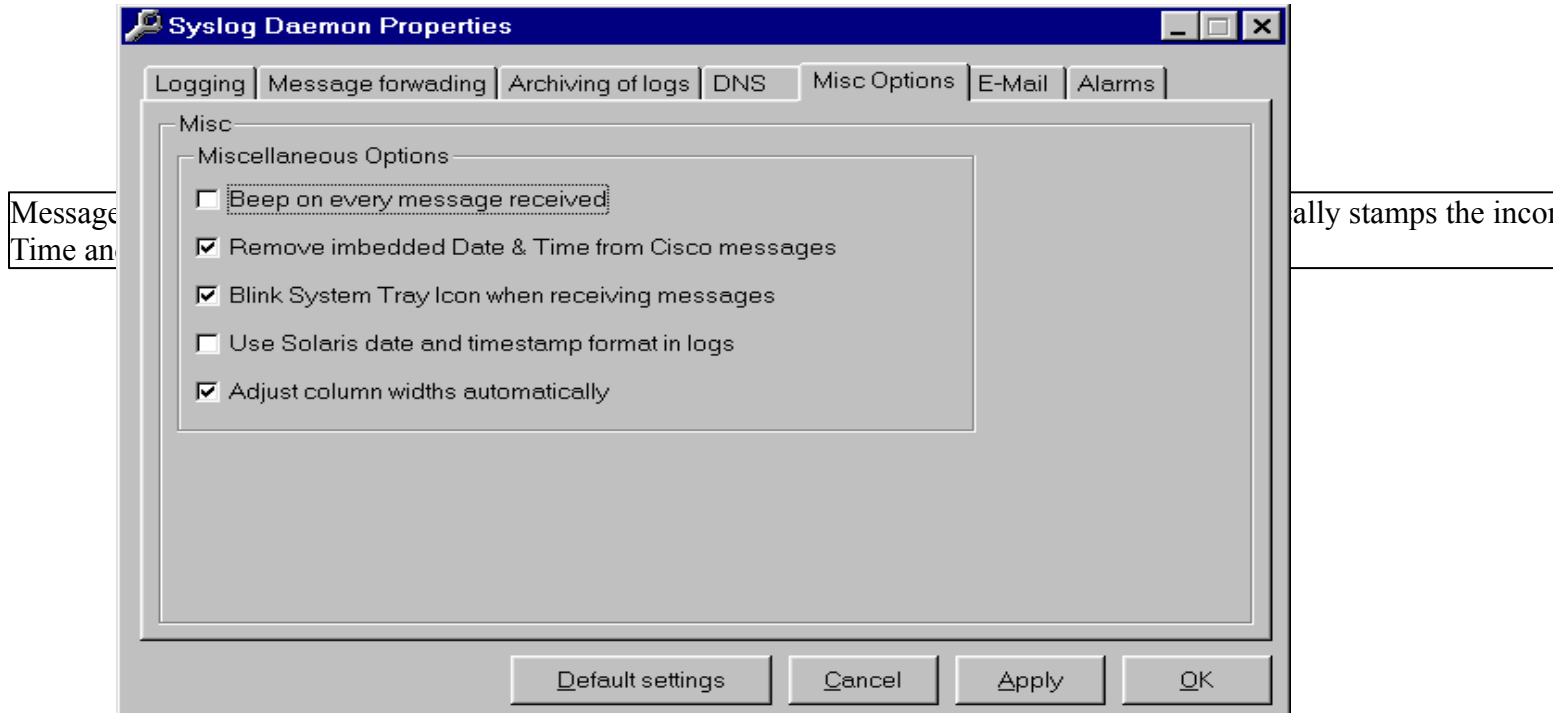 Syslog Daemon Properties
Logging Message forwading Archiving of logs DNS Misc Options E-Mail Alarms
Misc
Miscellaneous Options
Beep on every message received
Message ally stamps the
Remove imbedded Date & Time from Cisco messages
Time
Blink System Tray Icon when receiving messages
Use Solaris date and timestamp format in logs
Adjust column widths automatically
Default settings Cancel Apply OK